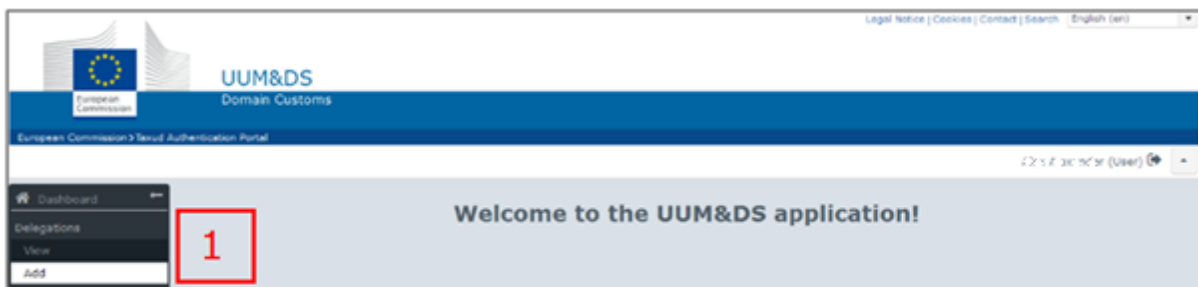 Legal Notice | Cookies | Contact | Search English (en)
UUM&DS
European Commission
Domain Customs
European Commission > Taxud Authentication Portal
(User)
Dashboard
Welcome to the UUM&DS application!
Delegations
1
View
Add